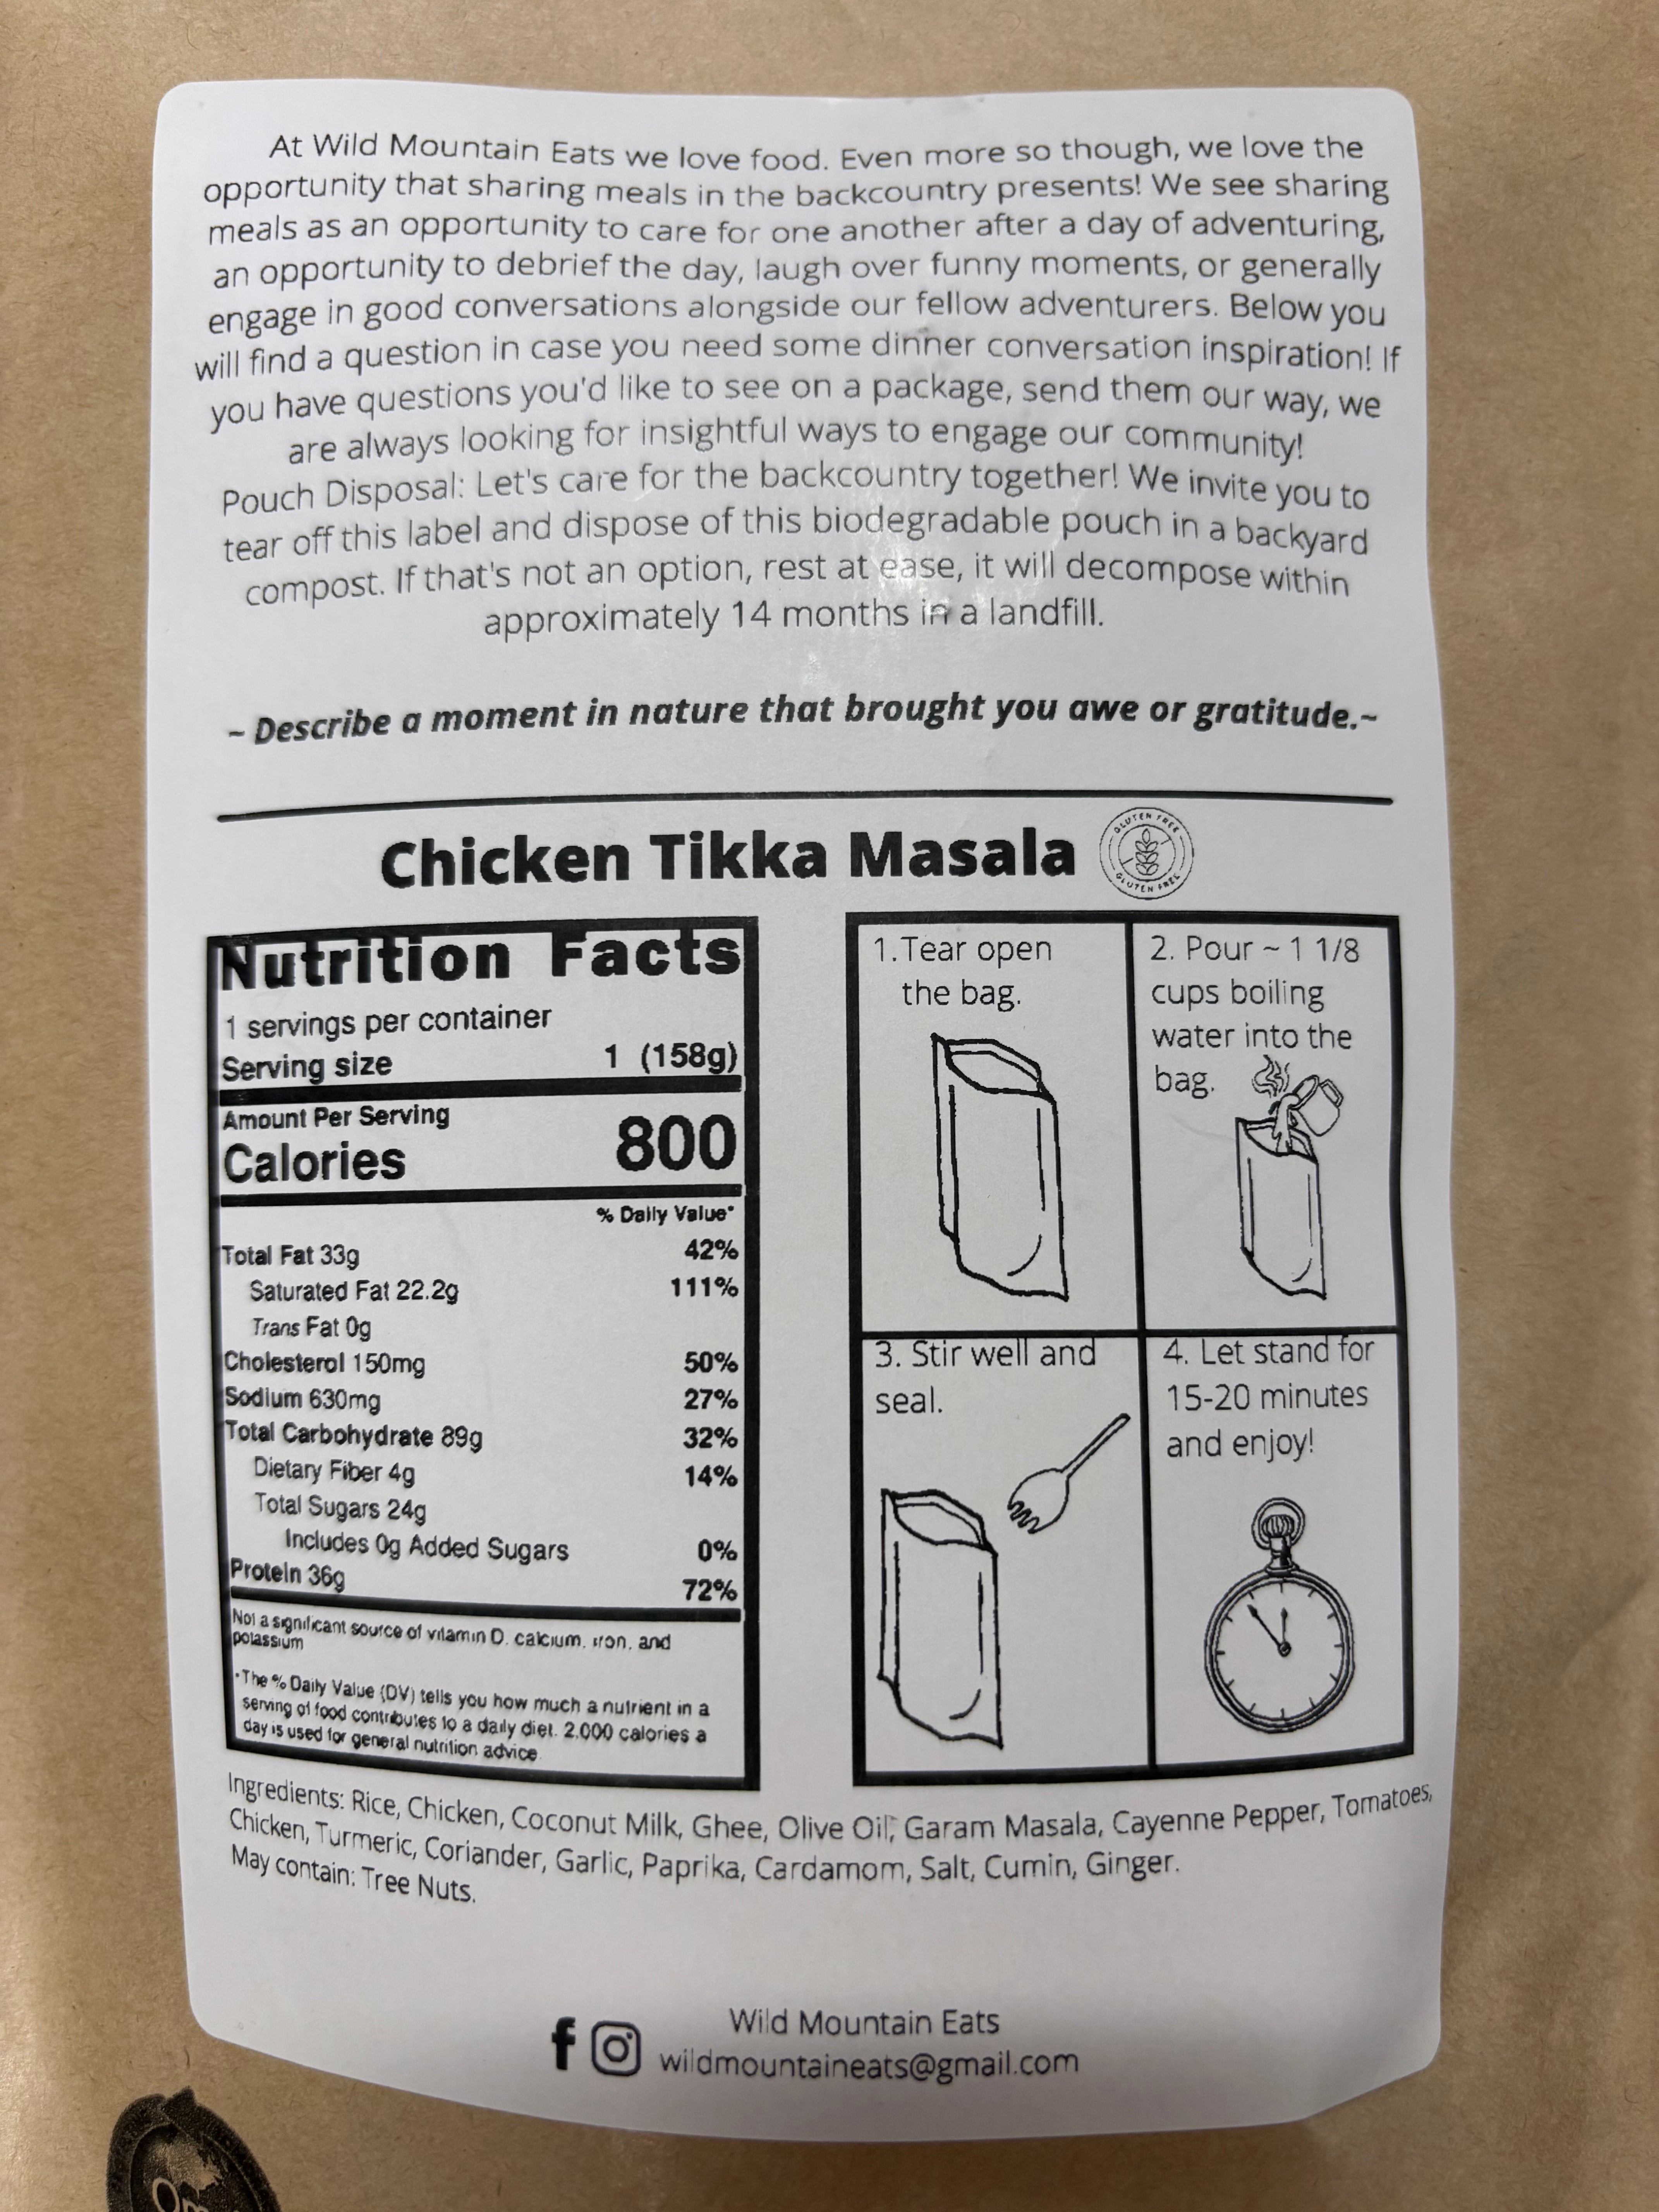 At Wild Mountain Eats we love food. Even more so though, we love the
opportunity that sharing meals in the backcountry presents! We see sharing
meals as an opportunity to care for one another after a day of adventuring,
an opportunity to debrief the day, laugh over funny moments, or generally
engage in good conversations alongside our fellow adventurers. Below you
will find a question in case you need some dinner conversation inspiration! If
you have questions you'd like to see on a package, send them our way, we
are always looking for insightful ways to engage our community!
Pouch Disposal: Let's care for the backcountry together! We invite you to
tear off this label and dispose of this biodegradable pouch in a backyard
compost. If that's not an option, rest at ease, it will decompose within
approximately 14 months in a landfill.
~ Describe a moment in nature that brought you awe or gratitude.~
Chicken Tikka Masala
GLUTEN FREE
GLUTEN FREE
Nutrition Facts
1 servings per container
Serving size 1 (158g)
Amount Per Serving
Calories 800
% Daily Value*
Total Fat 33g 42%
Saturated Fat 22.2g 111%
Trans Fat 0g
Cholesterol 150mg 50%
Sodium 630mg 27%
Total Carbohydrate 89g 32%
Dietary Fiber 4g 14%
Total Sugars 24g
Includes 0g Added Sugars 0%
Protein 36g 72%
Not a significant source of vitamin D, calcium, iron, and
potassium
*The % Daily Value (DV) tells you how much a nutrient in a
serving of food contributes to a daily diet. 2,000 calories a
day is used for general nutrition advice
1. Tear open
the bag.
2. Pour ~ 1 1/8
cups boiling
water into the
bag.
3. Stir well and
seal.
4. Let stand for
15-20 minutes
and enjoy!
Ingredients: Rice, Chicken, Coconut Milk, Ghee, Olive Oil, Garam Masala, Cayenne Pepper, Tomatoes,
Chicken, Turmeric, Coriander, Garlic, Paprika, Cardamom, Salt, Cumin, Ginger.
May contain: Tree Nuts.
Wild Mountain Eats
f wildmountaineats@gmail.com